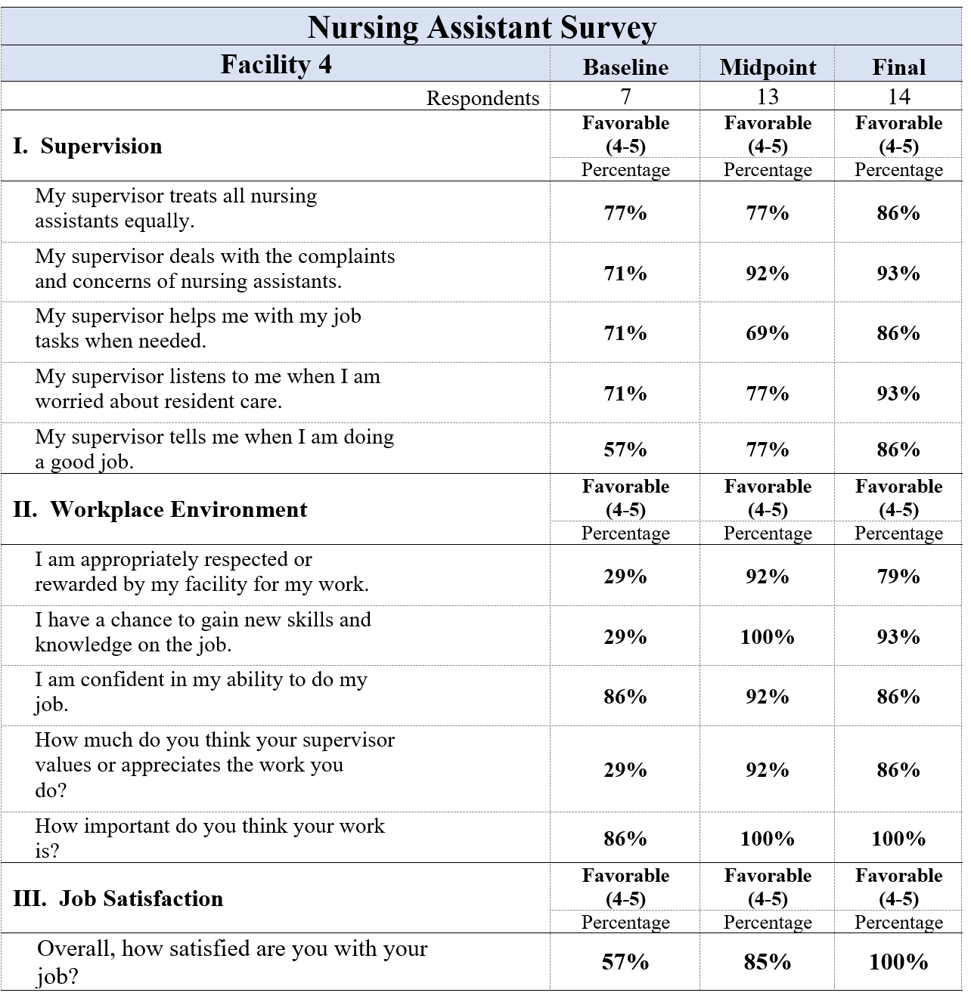 Nursing Assistant Survey
Facility 4 Baseline Midpoint Final
Respondents 7 13 14
I. Supervision Favorable (4-5) Favorable (4-5) Favorable (4-5)
Percentage Percentage Percentage
My supervisor treats all nursing
assistants equally. 77% 77% 86%
My supervisor deals with the complaints
and concerns of nursing assistants. 71% 92% 93%
My supervisor helps me with my job
tasks when needed. 71% 69% 86%
My supervisor listens to me when I am
worried about resident care. 71% 77% 93%
My supervisor tells me when I am doing
a good job. 57% 77% 86%
II. Workplace Environment Favorable (4-5) Favorable (4-5) Favorable (4-5)
Percentage Percentage Percentage
I am appropriately respected or
rewarded by my facility for my work. 29% 92% 79%
I have a chance to gain new skills and
knowledge on the job. 29% 100% 93%
I am confident in my ability to do my
job. 86% 92% 86%
How much do you think your supervisor
values or appreciates the work you
do? 29% 92% 86%
How important do you think your work
is? 86% 100% 100%
III. Job Satisfaction Favorable (4-5) Favorable (4-5) Favorable (4-5)
Percentage Percentage Percentage
Overall, how satisfied are you with your
job? 57% 85% 100%